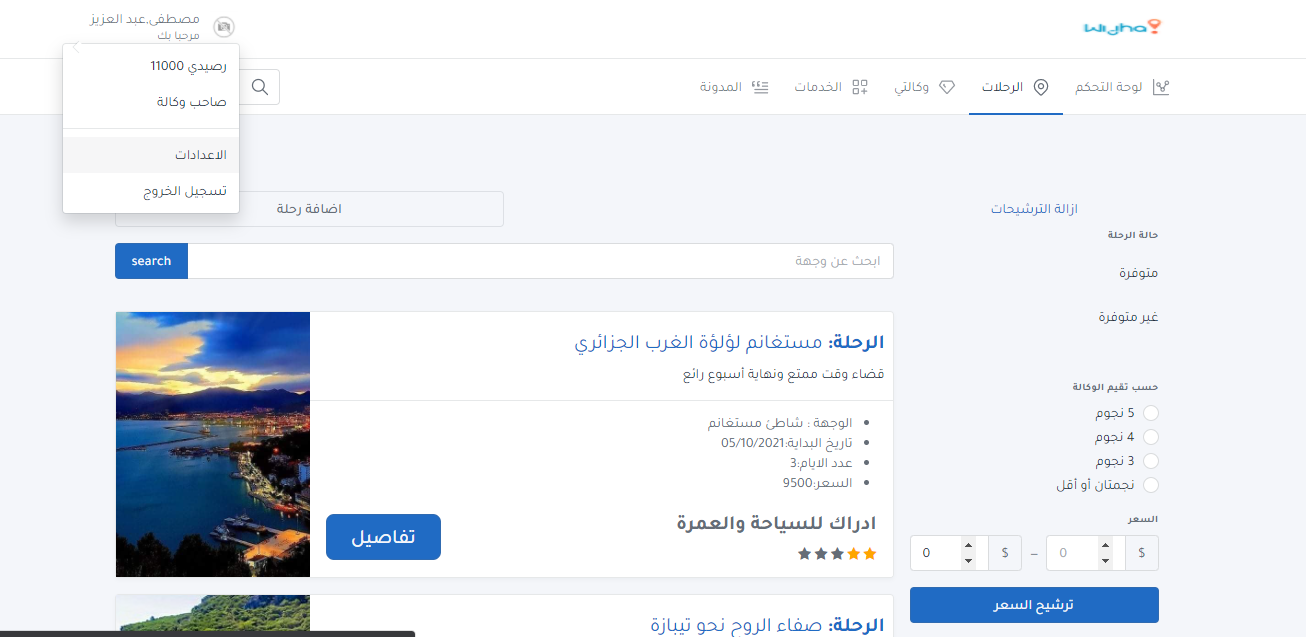 Wijha
مصطفى,عبد العزيز
مرحبا بك
رصيدي 11000
صاحب وكالة
الاعدادات
تسجيل الخروج
لوحة التحكم
الرحلات
وكالتي
الخدمات
المدونة
ازالة الترشيحات
حالة الرحلة
متوفرة
غير متوفرة
حسب تقيم الوكالة
5 نجوم
4 نجوم
3 نجوم
نجمتان أو أقل
السعر
$ 0 – $ 0
ترشيح السعر
اضافة رحلة
ابحث عن وجهة
search
الرحلة: مستغانم لؤلؤة الغرب الجزائري
قضاء وقت ممتع ونهاية أسبوع رائع
الوجهة : شاطئ مستغانم
تاريخ البداية:05/10/2021
عدد الايام:3
السعر:9500
ادراك للسياحة والعمرة
تفاصيل
الرحلة: صفاء الروح نحو تيبازة